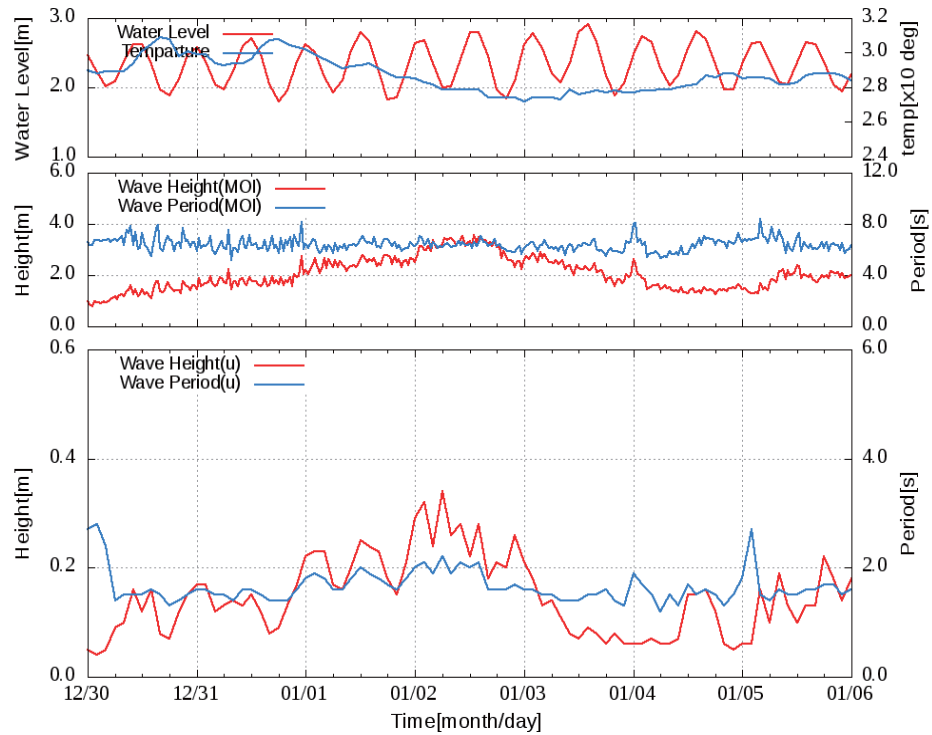 3.0 3.2
Water Level
Temparture
3.0
2.0 2.8
2.6
1.0 2.4
Water Level[m]
temp[x10 deg]
6.0 12.0
Wave Height(MOI)
Wave Period(MOI)
4.0 8.0
2.0 4.0
0.0 0.0
Height[m]
Period[s]
0.6 6.0
Wave Height(u)
Wave Period(u)
0.4 4.0
0.2 2.0
0.0 0.0
Height[m]
Period[s]
12/30 12/31 01/01 01/02 01/03 01/04 01/05 01/06
Time[month/day]